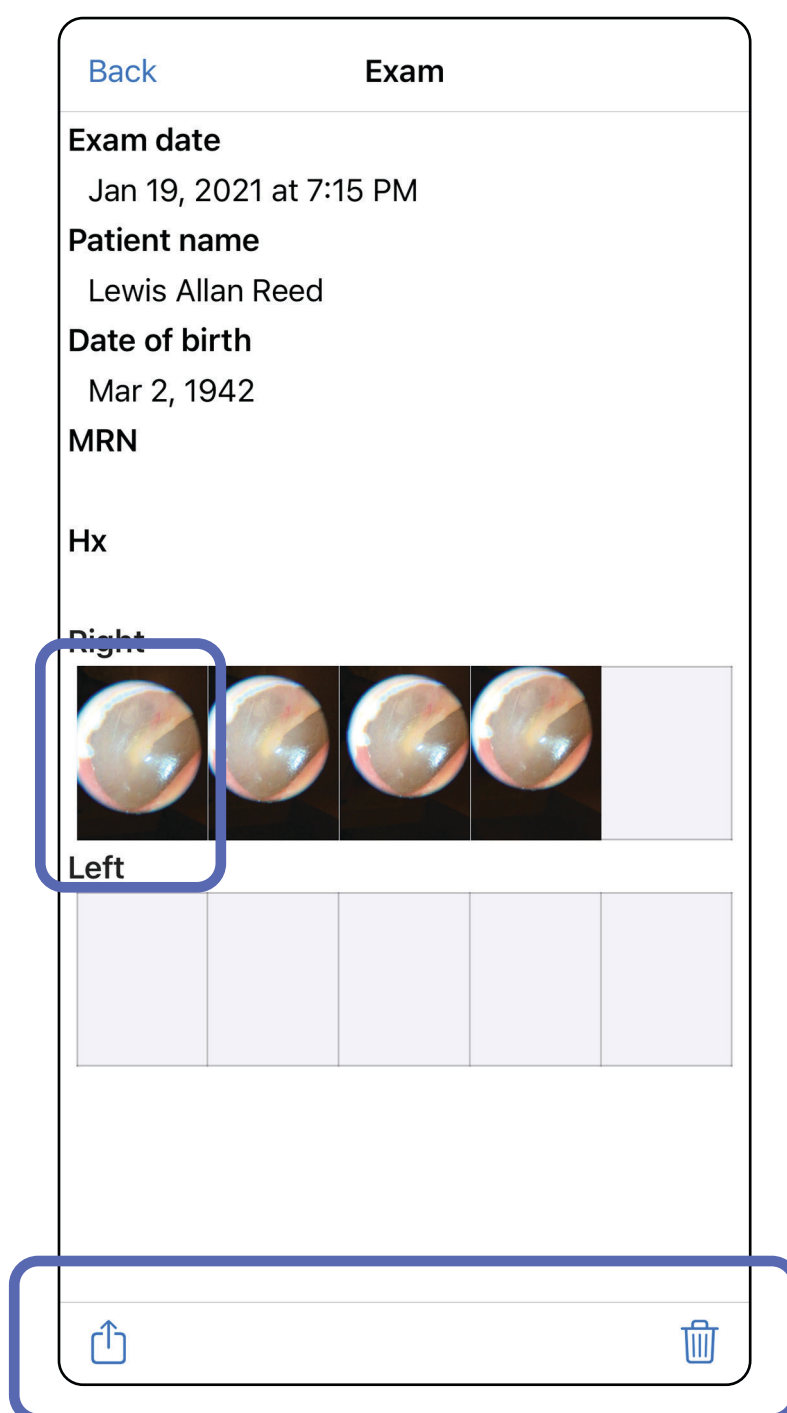 Back
Exam
Exam date
Jan 19, 2021 at 7:15 PM
Patient name
Lewis Allan Reed
Date of birth
Mar 2, 1942
MRN
Hx
Right
Left